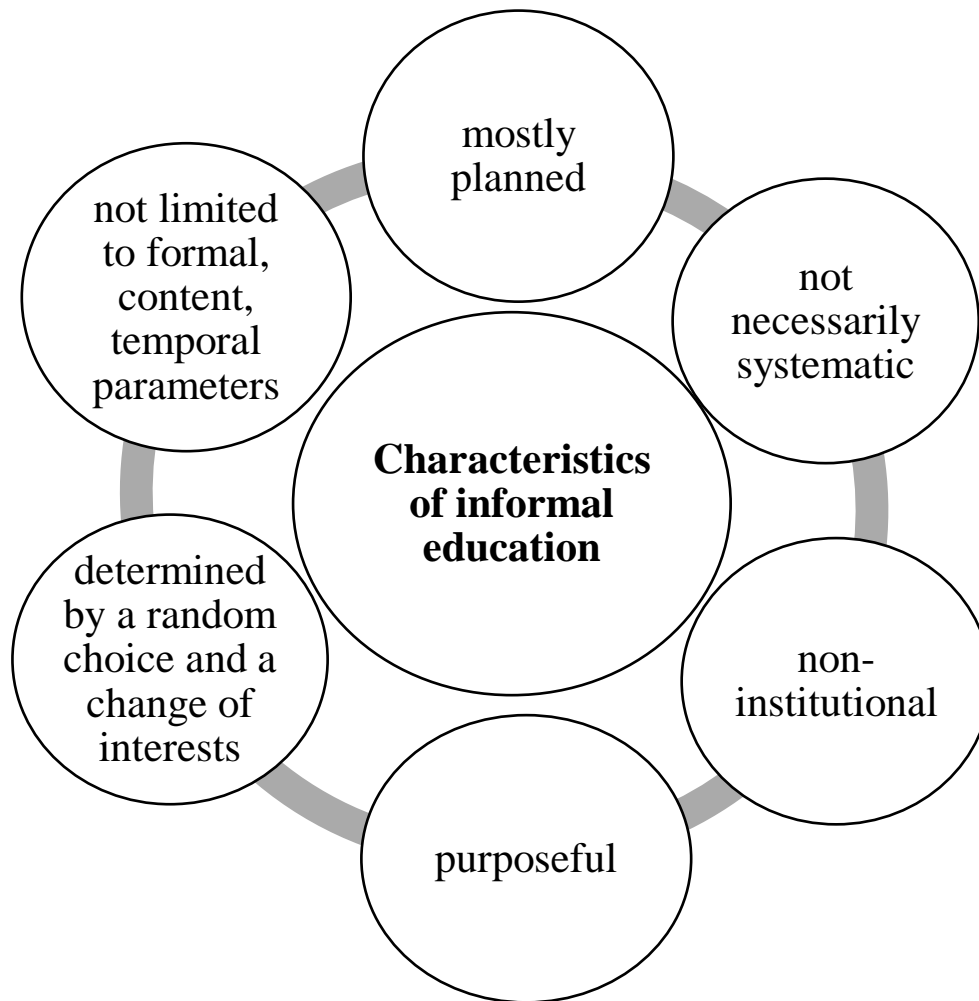 mostly
planned
not limited
to formal,
content,
temporal
parameters
not
necessarily
systematic
Characteristics
of informal
education
determined
by a random
choice and a
change of
interests
non-
institutional
purposeful